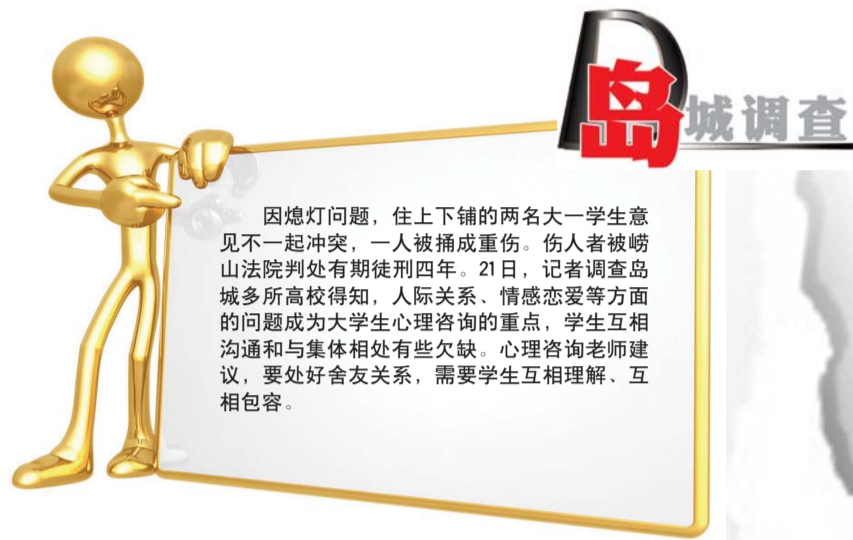 岛城调查
因熄灯问题，住上下铺的两名大一学生意
见不一起冲突，一人被捅成重伤。伤人者被崂
山法院判处有期徒刑四年。21日，记者调查岛
城多所高校得知，人际关系、情感恋爱等方面
的问题成为大学生心理咨询的重点，学生互相
沟通和与集体相处有些欠缺。心理咨询老师建
议，要处好舍友关系，需要学生互相理解、互
相包容。